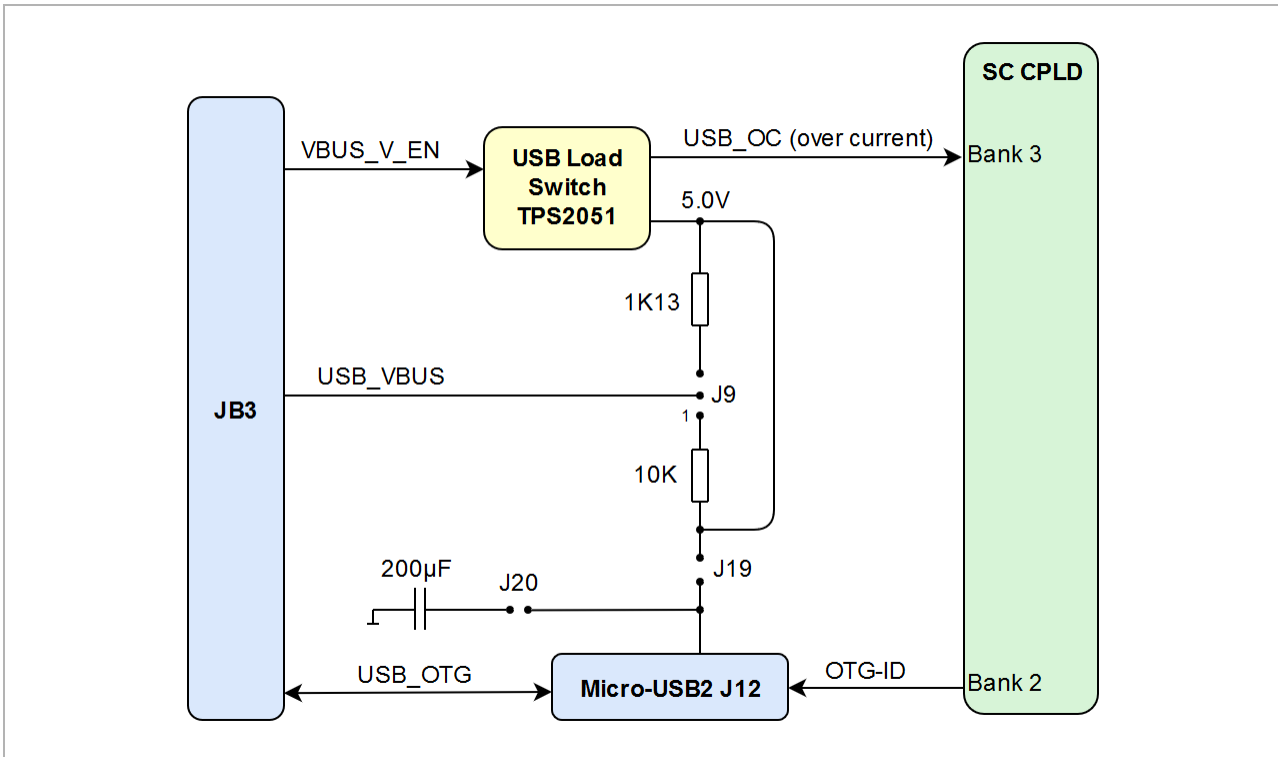 SC CPLD
VBUS_V_EN
USB Load
Switch
TPS2051
USB_OC (over current)
Bank 3
5.0V
1K13
USB_VBUS
J9
JB3
1
10K
200µF
J20
J19
USB_OTG
Micro-USB2 J12
OTG-ID
Bank 2